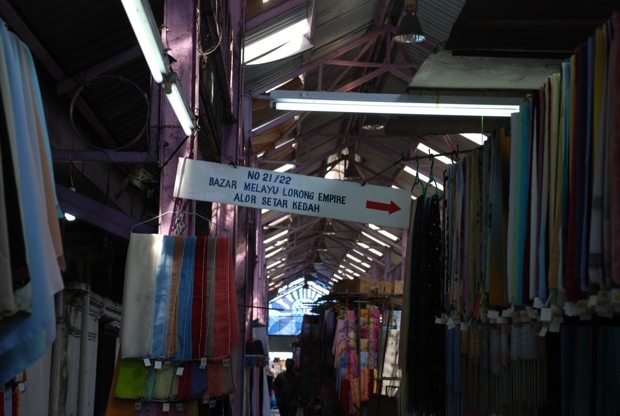 NO 21/22
BAZAR MELAYU LORONG EMPIRE
ALOR SETAR KEDAH